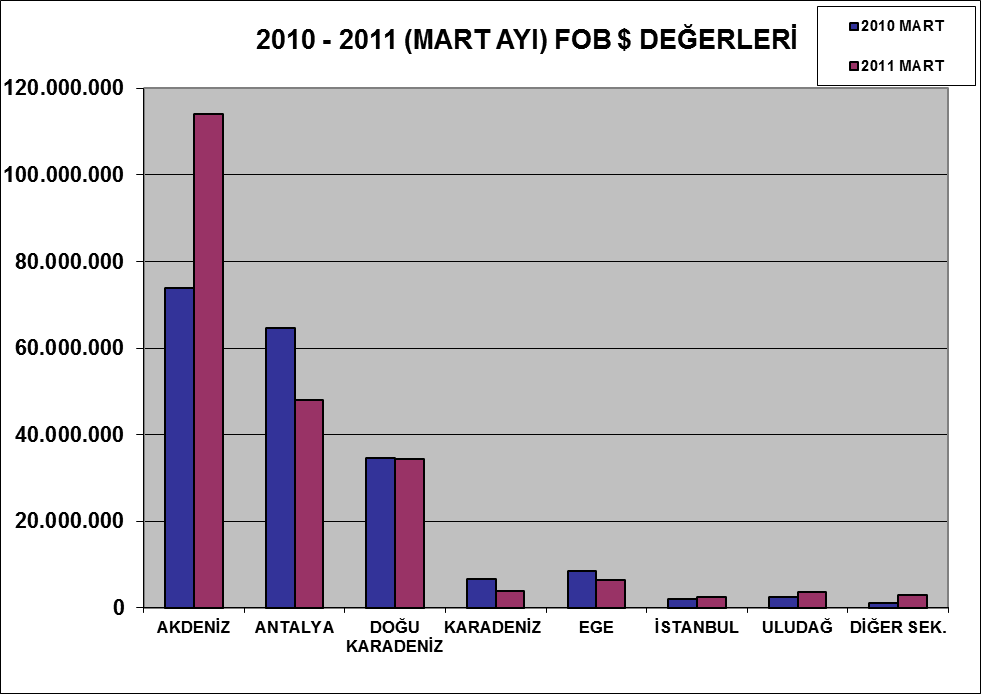 2010 - 2011 (MART AYI) FOB $ DEĞERLERİ
2010 MART
2011 MART
120.000.000
100.000.000
80.000.000
60.000.000
40.000.000
20.000.000
0
AKDENİZ
ANTALYA
DOĞU
KARADENİZ
KARADENİZ
EGE
İSTANBUL
ULUDAĞ
DİĞER SEK.